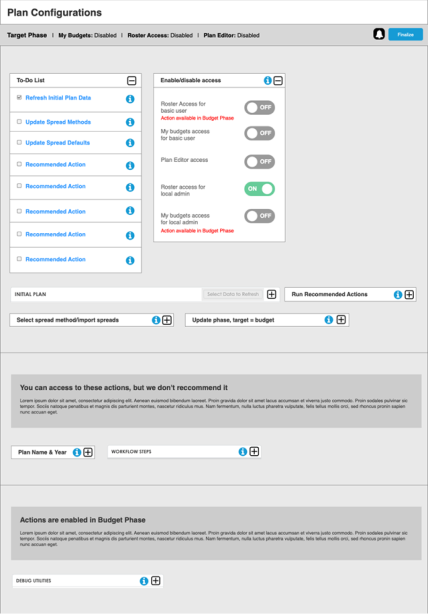 Plan Configurations
Target Phase | My Budgets: Disabled | Roster Access: Disabled | Plan Editor: Disabled
Finalize
To-Do List
Refresh Initial Plan Data
Update Spread Methods
Update Spread Defaults
Recommended Action
Recommended Action
Recommended Action
Recommended Action
Recommended Action
Enable/disable access
Roster Access for
basic user
Action available in Budget Phase
OFF
My budgets access
for basic user
OFF
Plan Editor access
OFF
Roster access for
local admin
ON
My budgets access
for local admin
Action available in Budget Phase
OFF
INITIAL PLAN
Select Data to Refresh
Run Recommended Actions
Select spread method/import spreads
Update phase, target = budget
You can access to these actions, but we don't reccommend it
Lorem ipsum dolor sit amet, consectetur adipiscing elit. Aenean euismod bibendum laoreet. Proin gravida dolor sit amet lacus accumsan et viverra justo commodo. Proin sodales pulvinar sic
tempor. Sociis natoque penatibus et magnis dis parturient montes, nascetur ridiculus mus. Nam fermentum, nulla luctus pharetra vulputate, felis tellus mollis orci, sed rhoncus pronin sapien
nunc accuan eget.
Plan Name & Year
WORKFLOW STEPS
Actions are enabled in Budget Phase
Lorem ipsum dolor sit amet, consectetur adipiscing elit. Aenean euismod bibendum laoreet. Proin gravida dolor sit amet lacus accumsan et viverra justo commodo. Proin sodales pulvinar sic
tempor. Sociis natoque penatibus et magnis dis parturient montes, nascetur ridiculus mus. Nam fermentum, nulla luctus pharetra vulputate, felis tellus mollis orci, sed rhoncus pronin sapien
nunc accuan eget.
DEBUG UTILITIES